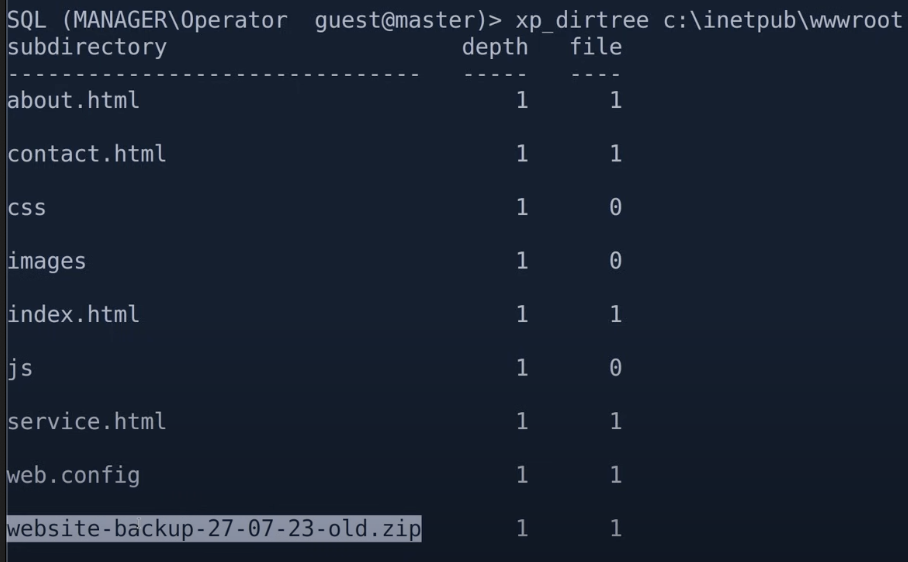 SQL (MANAGER\Operator  guest@master)> xp_dirtree c:\inetpub\wwwroot
subdirectory                      depth   file
-------------------------------   -----   ----
about.html                            1      1
contact.html                          1      1
css                                   1      0
images                                1      0
index.html                            1      1
js                                    1      0
service.html                          1      1
web.config                            1      1
website-backup-27-07-23-old.zip       1      1